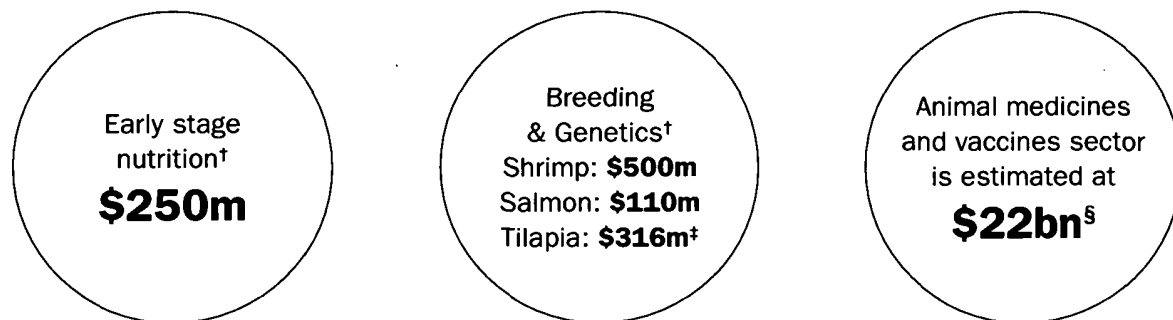 Early stage
nutrition†
$250m
Breeding
& Genetics†
Shrimp: $500m
Salmon: $110m
Tilapia: $316m‡
Animal medicines
and vaccines sector
is estimated at
$22bn§